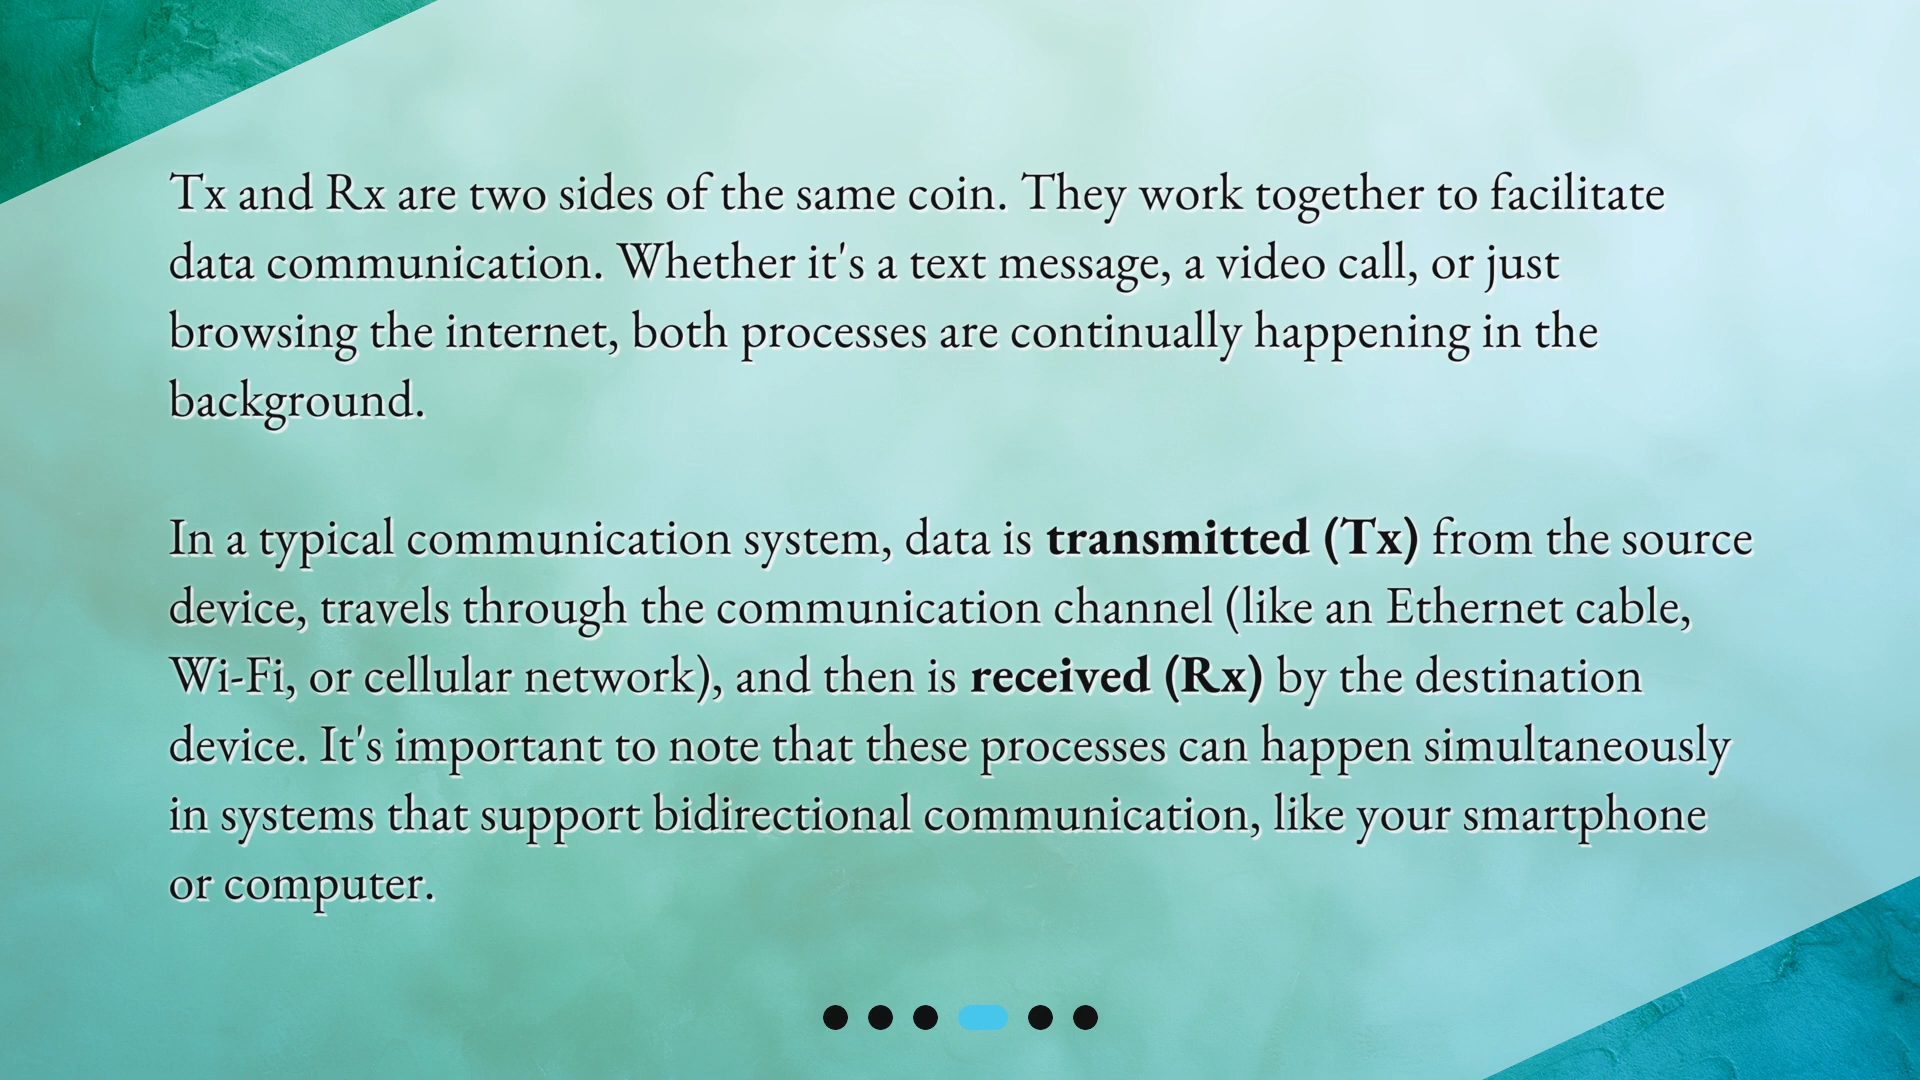 Tx and Rx are two sides of the same coin. They work together to facilitate
data communication. Whether it's a text message, a video call, or just
browsing the internet, both processes are continually happening in the
background.
In a typical communication system, data is transmitted (Tx) from the source
device, travels through the communication channel (like an Ethernet cable,
Wi-Fi, or cellular network), and then is received (Rx) by the destination
device. It's important to note that these processes can happen simultaneously
in systems that support bidirectional communication, like your smartphone
or computer.